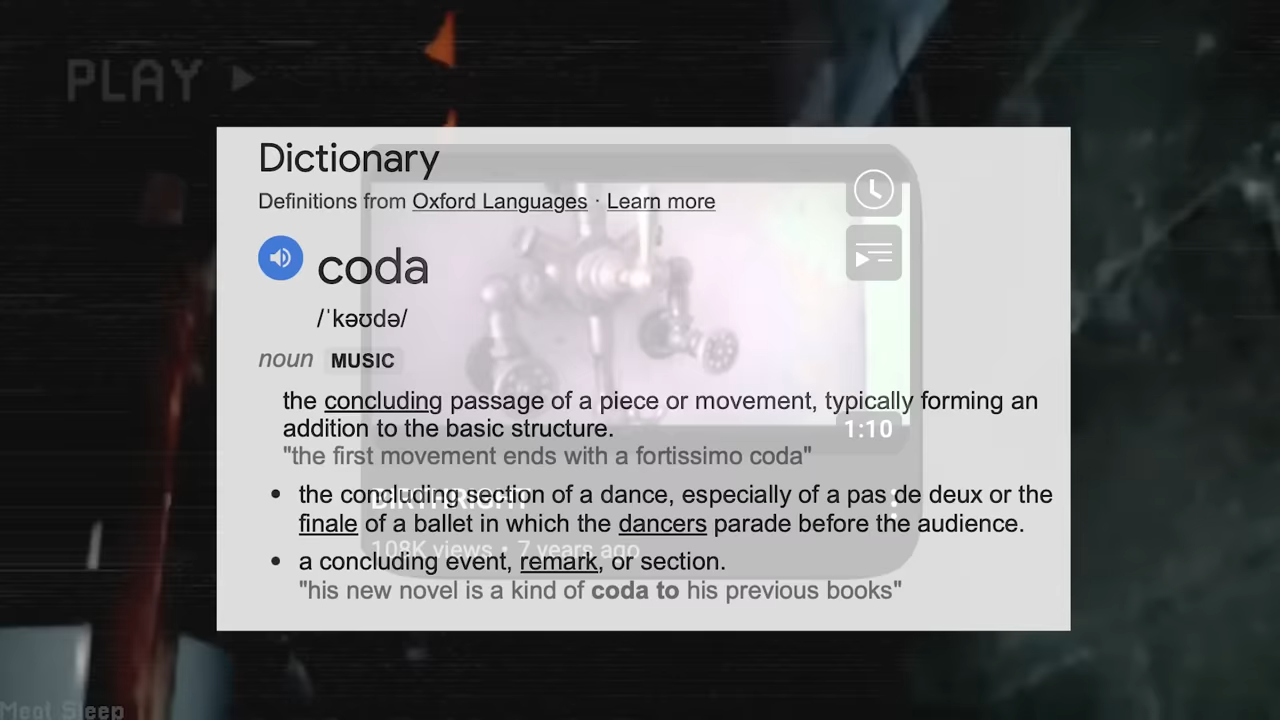 PLAY
Dictionary
Definitions from Oxford Languages · Learn more
coda
/ˈkəʊdə/
noun MUSIC
the concluding passage of a piece or movement, typically forming an
addition to the basic structure.
1:10
"the first movement ends with a fortissimo coda"
• the concluding section of a dance, especially of a pas de deux or the
BIRTHRIGHT
finale of a ballet in which the dancers parade before the audience.
108K views • 7 years ago
• a concluding event, remark, or section.
"his new novel is a kind of coda to his previous books"
Meat Sleep